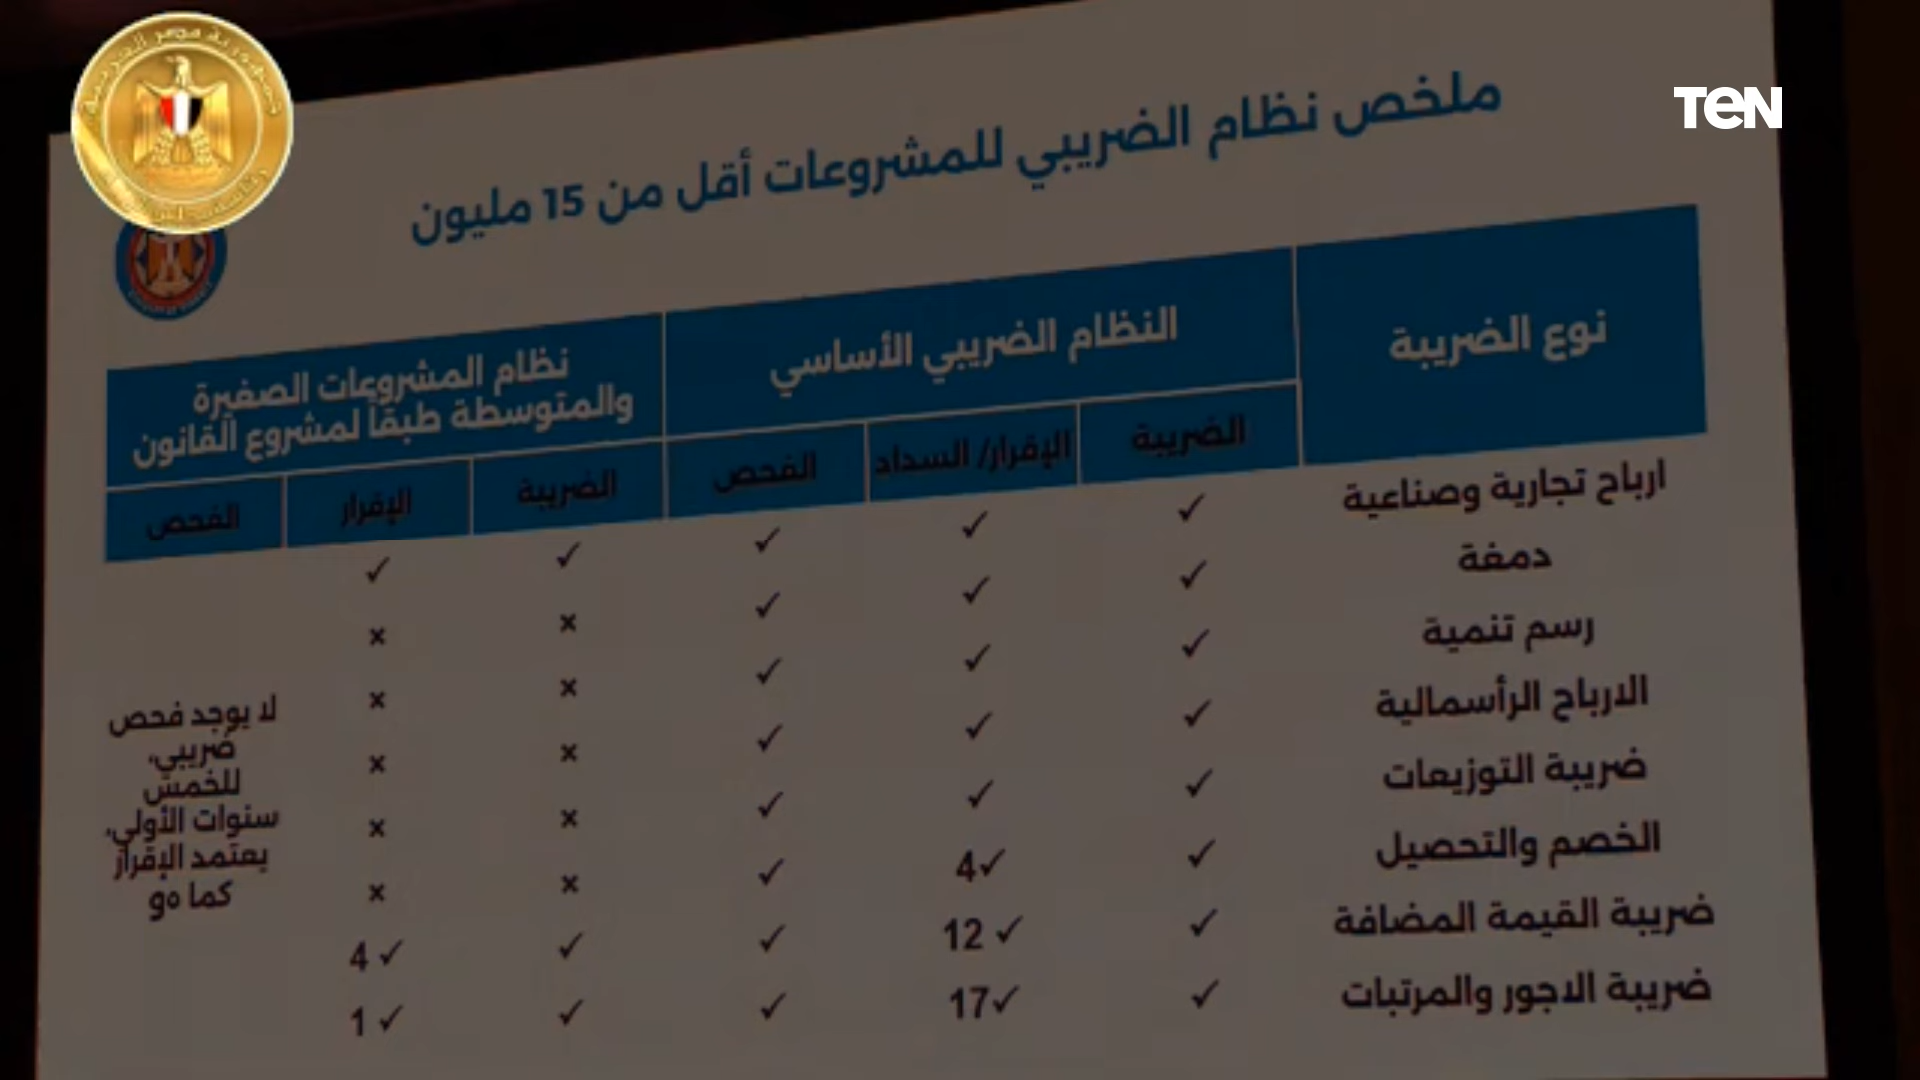 جمهورية مصر العربية
TeN
ملخص نظام الضريبي للمشروعات أقل من 15 مليون
نوع الضريبة
النظام الضريبي الأساسي
نظام المشروعات الصغيرة
والمتوسطة طبقاً لمشروع القانون
الضريبة
الإقرار/ السداد
الفحص
الضريبة
الإقرار
الفحص
ارباح تجارية وصناعية ✓ ✓ ✓ ✓ ✓
دمغة ✓ ✓ ✓ × ×
رسم تنمية ✓ ✓ ✓ × ×
الارباح الرأسمالية ✓ ✓ ✓ × ×
ضريبة التوزيعات ✓ ✓ ✓ × ×
الخصم والتحصيل ✓ ✓4 ✓ × ×
ضريبة القيمة المضافة ✓ ✓ 12 ✓ ✓ ✓ 4
ضريبة الاجور والمرتبات ✓ ✓17 ✓ ✓ ✓ 1
لا يوجد فحص
ضريبي،
للخمس
سنوات الأولي،
يعتمد الإقرار
كما هو